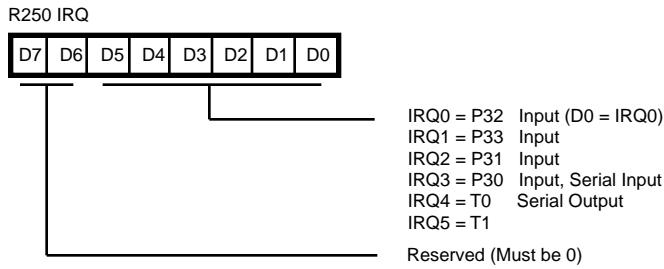 R250 IRQ
D7 D6 D5 D4 D3 D2 D1 D0
IRQ0 = P32 Input (D0 = IRQ0)
IRQ1 = P33 Input
IRQ2 = P31 Input
IRQ3 = P30 Input, Serial Input
IRQ4 = T0 Serial Output
IRQ5 = T1
Reserved (Must be 0)